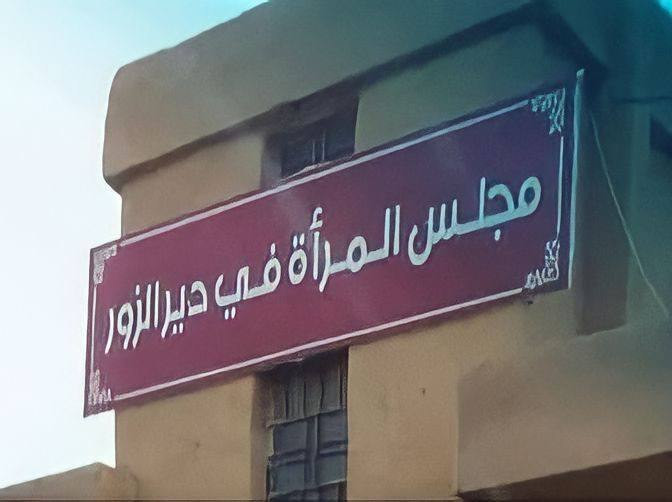 مجلس المرأة في دير الزور